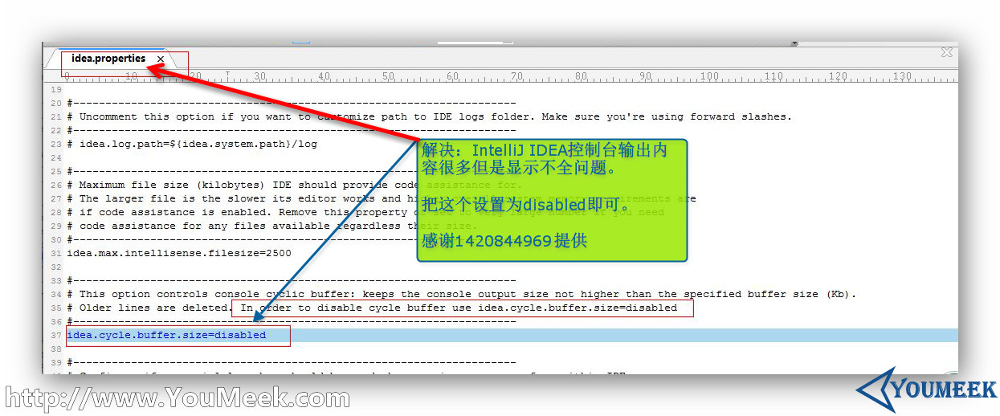 idea.properties ×
0 10 20 30 40 50 60 70 80 90 100 110 120 130
19
20 #---------------------------------------------------------------------
21 # Uncomment this option if you want to customize path to IDE logs folder. Make sure you're using forward slashes.
22 #---------------------------------------------------------------------
23 # idea.log.path=${idea.system.path}/log
24
25 #---------------------------------------------------------------------
26 # Maximum file size (kilobytes) IDE should provide code assistance for.
27 # The larger file is the slower its editor works and higher overall system memory requirements are
28 # if code assistance is enabled. Remove this property or set to very large number if you need
29 # code assistance for any files available regardless their size.
30 #---------------------------------------------------------------------
31 idea.max.intellisense.filesize=2500
32
33 #---------------------------------------------------------------------
34 # This option controls console cyclic buffer: keeps the console output size not higher than the specified buffer size (Kb).
35 # Older lines are deleted. In order to disable cycle buffer use idea.cycle.buffer.size=disabled
36 #---------------------------------------------------------------------
37 idea.cycle.buffer.size=disabled
38
39 #---------------------------------------------------------------------
解决：IntelliJ IDEA控制台输出内
容很多但是显示不全问题。
把这个设置为disabled即可。
感谢1420844969提供
http://www.YouMeek.com
YOUMEEK